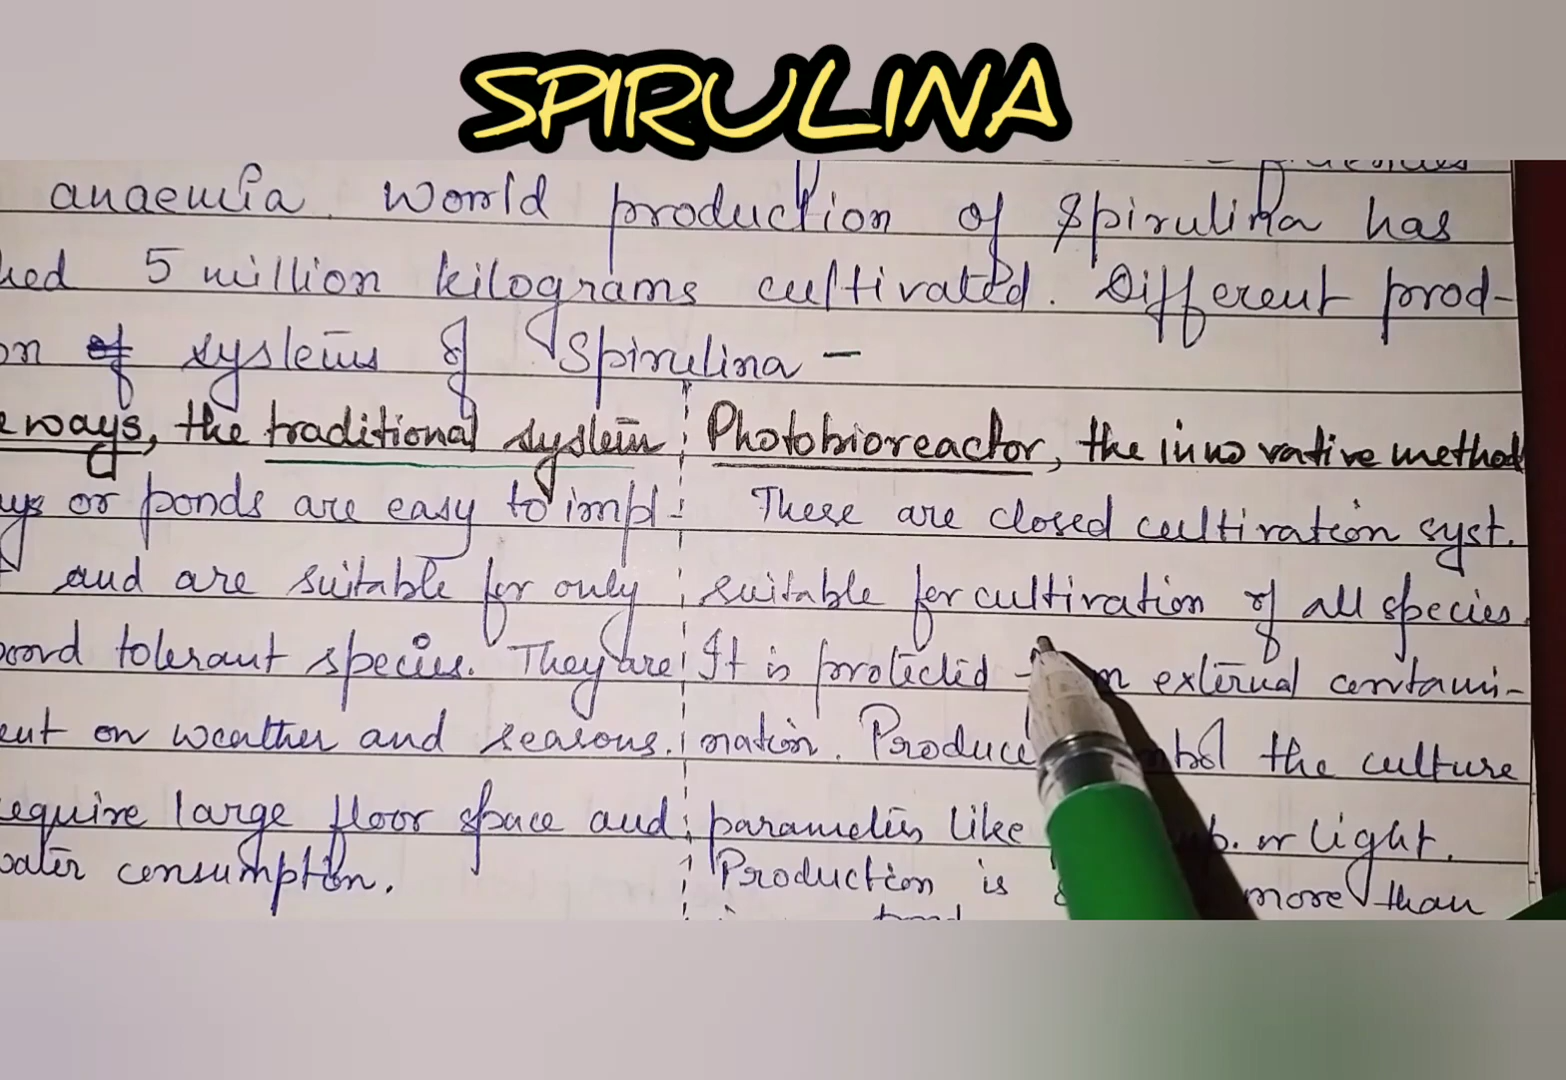 SPIRULINA
anaemia. World production of Spirulina has
5 million kilograms cultivated. Different prod-
of systems of Spirulina -
ways, the traditional system
or ponds are easy to impl-
and are suitable for only
tolerant species. They are
on weather and seasons.
large floor space and
consumption.
Photobioreactor, the innovative method
These are closed cultivation syst.
suitable for cultivation of all species.
It is protected external contami-
nation. the culture
parameters like or light.
Production is more than